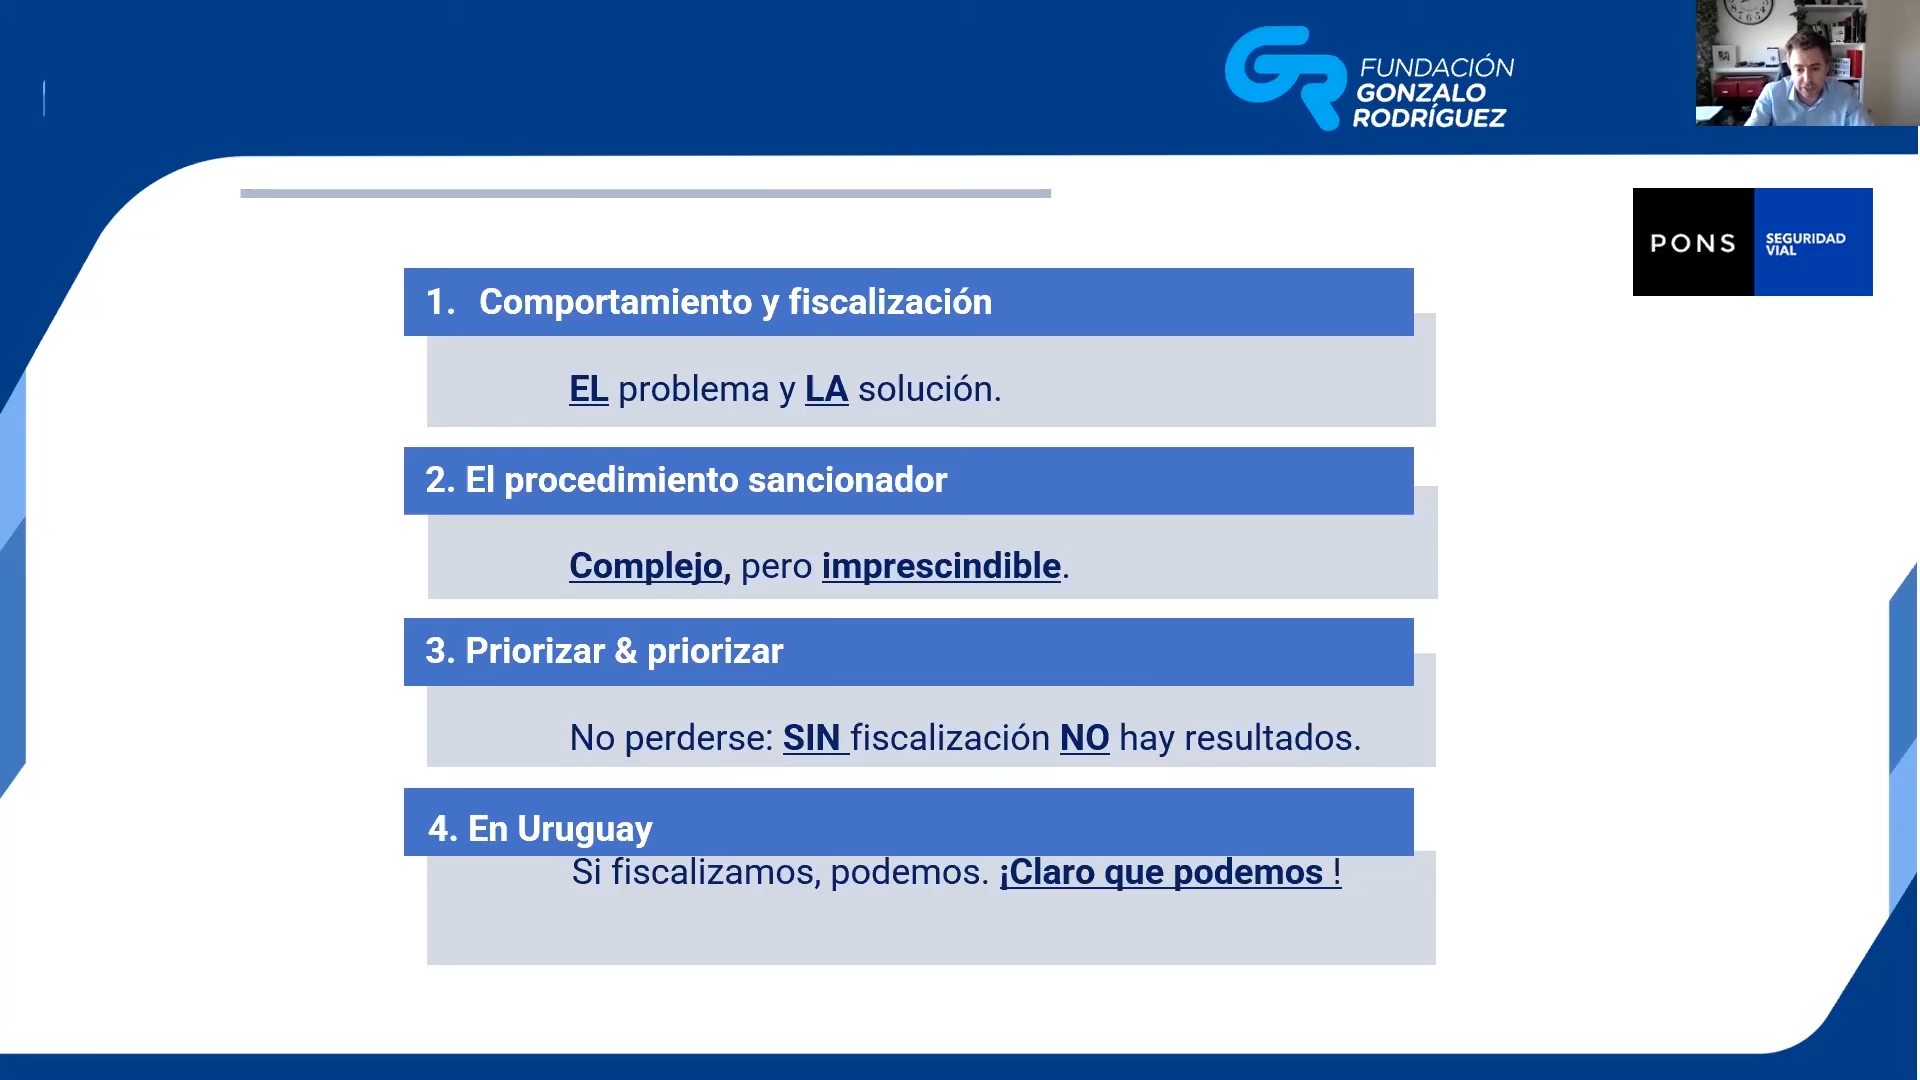 FUNDACIÓN
GONZALO
RODRÍGUEZ
PONS
SEGURIDAD
VIAL
1. Comportamiento y fiscalización
EL problema y LA solución.
2. El procedimiento sancionador
Complejo, pero imprescindible.
3. Priorizar & priorizar
No perderse: SIN fiscalización NO hay resultados.
4. En Uruguay
Si fiscalizamos, podemos. ¡Claro que podemos !